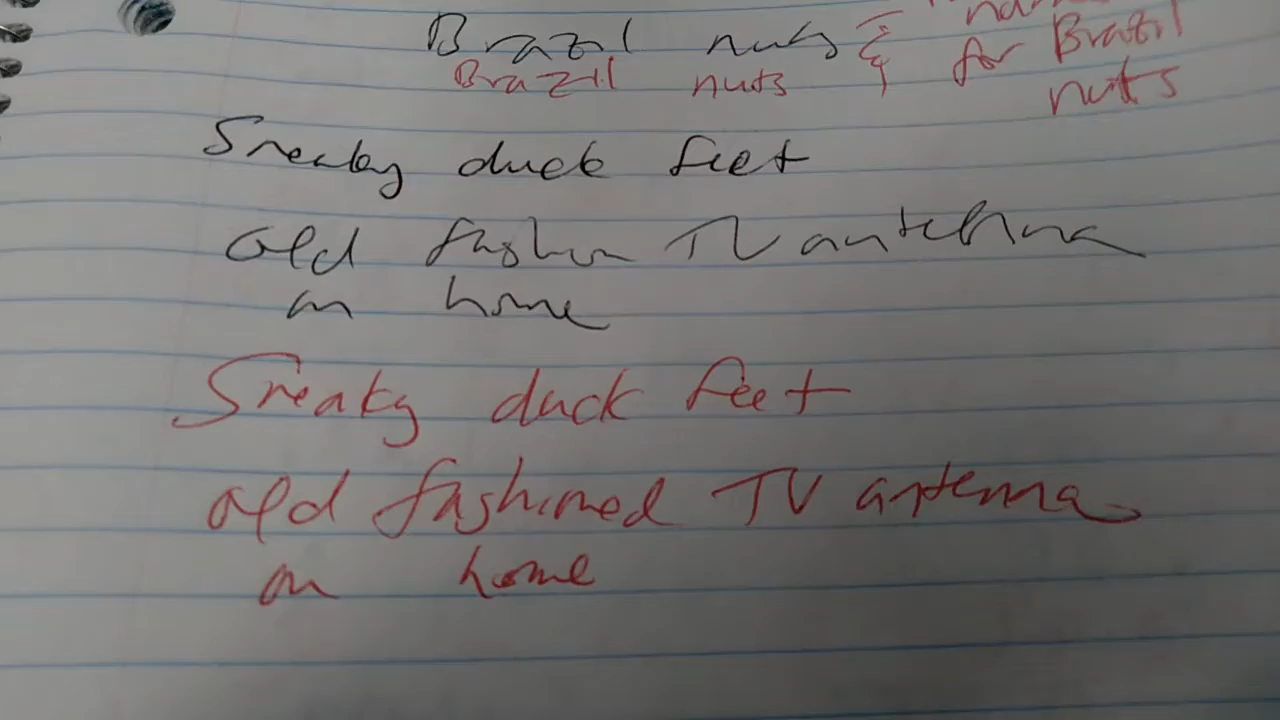 Brazil nuts & for Brazil
Brazil nuts nuts
Sneaky duck feet
old fashion TV antenna
on home
Sneaky duck feet
old fashioned TV antenna
on home